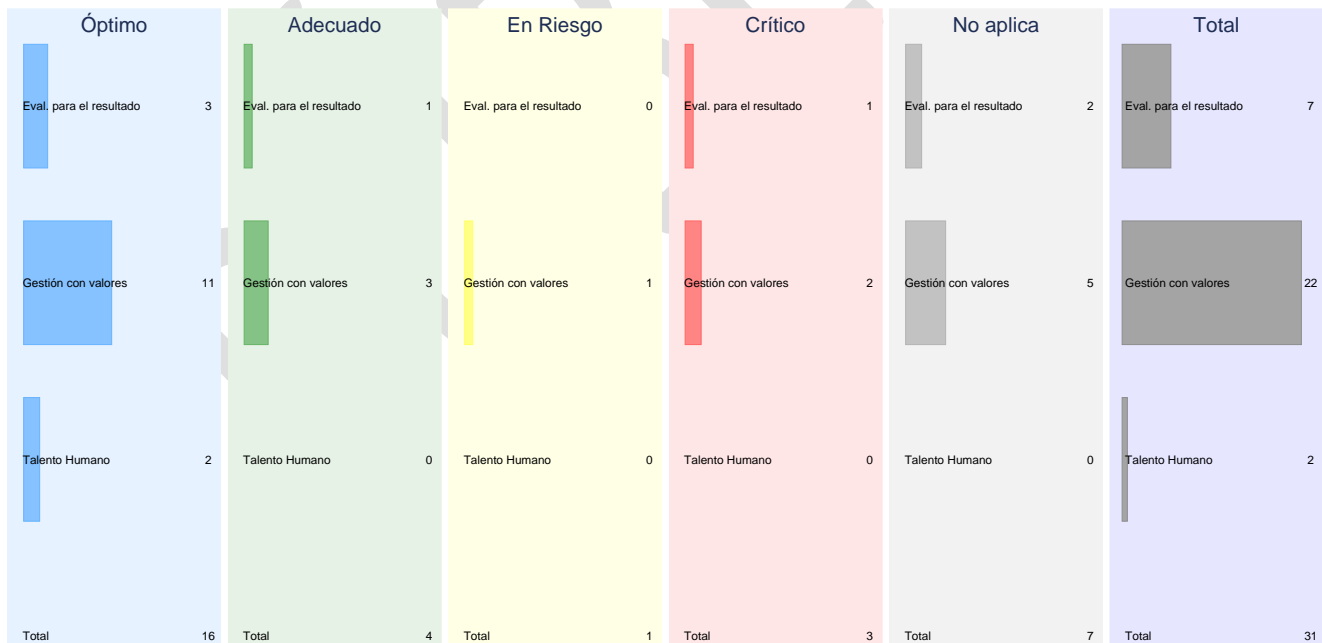 Óptimo Adecuado En Riesgo Crítico No aplica Total
Eval. para el resultado 3 Eval. para el resultado 1 Eval. para el resultado 0 Eval. para el resultado 1 Eval. para el resultado 2 Eval. para el resultado 7
Gestión con valores 11 Gestión con valores 3 Gestión con valores 1 Gestión con valores 2 Gestión con valores 5 Gestión con valores 22
Talento Humano 2 Talento Humano 0 Talento Humano 0 Talento Humano 0 Talento Humano 0 Talento Humano 2
Total 16 Total 4 Total 1 Total 3 Total 7 Total 31